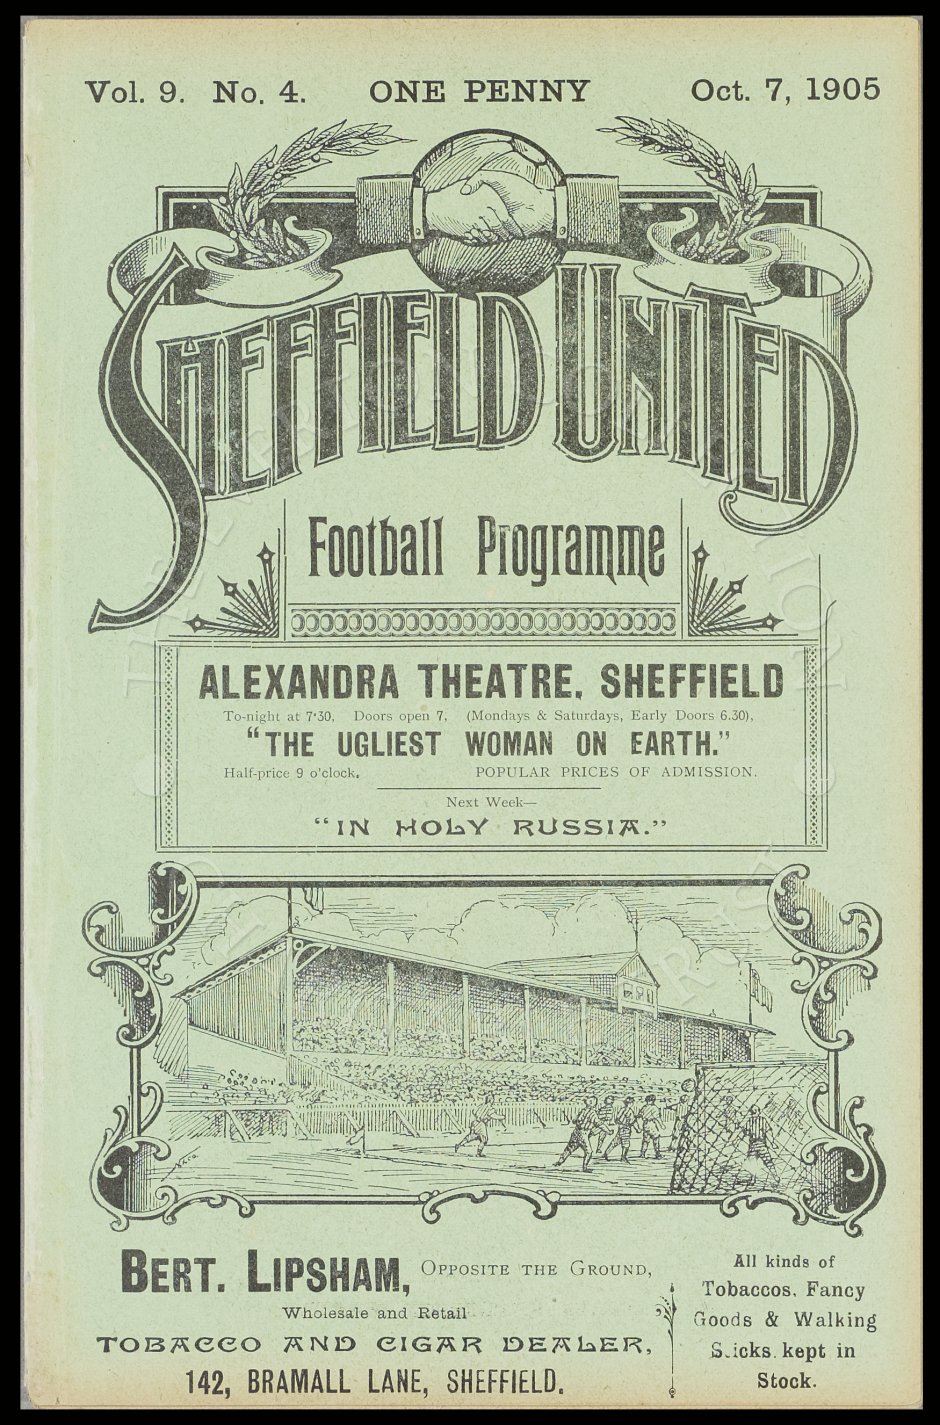 Vol. 9. No. 4. ONE PENNY Oct. 7, 1905
SHEFFIELD UNITED
Football Programme
ALEXANDRA THEATRE, SHEFFIELD
To-night at 7·30, Doors open 7, (Mondays & Saturdays, Early Doors 6.30),
"THE UGLIEST WOMAN ON EARTH."
Half-price 9 o'clock. POPULAR PRICES OF ADMISSION.
Next Week—
"IN HOLY RUSSIA."
BERT. LIPSHAM, OPPOSITE THE GROUND,
Wholesale and Retail
TOBACCO AND CIGAR DEALER,
142, BRAMALL LANE, SHEFFIELD.
All kinds of
Tobaccos, Fancy
Goods & Walking
Sticks kept in
Stock.